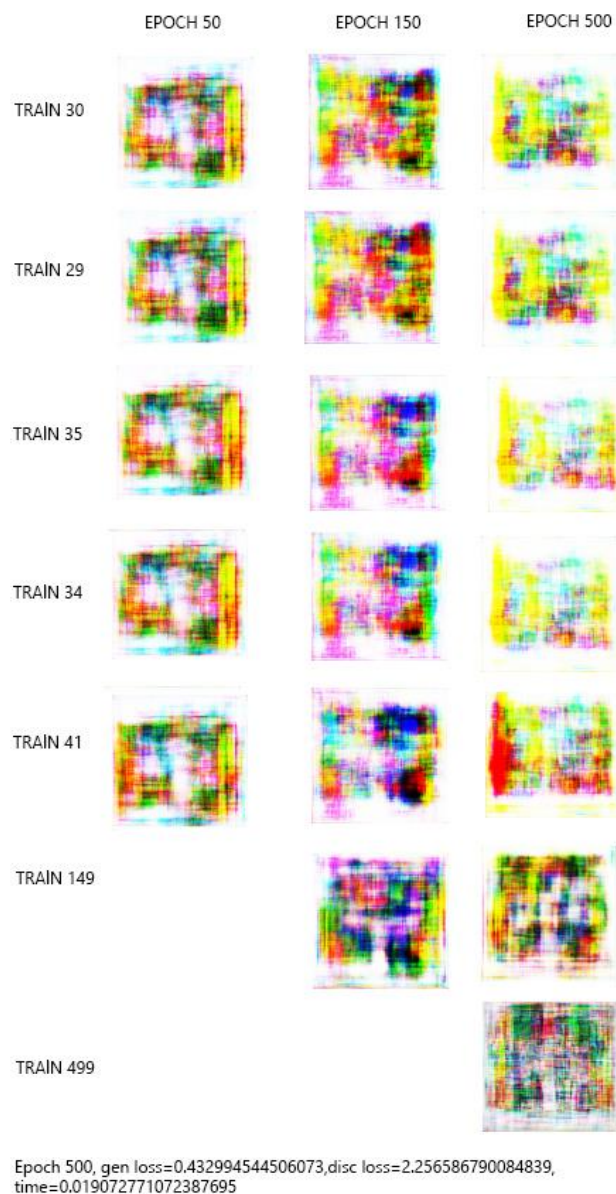 EPOCH 50 EPOCH 150 EPOCH 500
TRAIN 30
TRAIN 29
TRAIN 35
TRAIN 34
TRAIN 41
TRAIN 149
TRAIN 499
Epoch 500, gen loss=0.432994544506073,disc loss=2.256586790084839,
time=0.019072771072387695